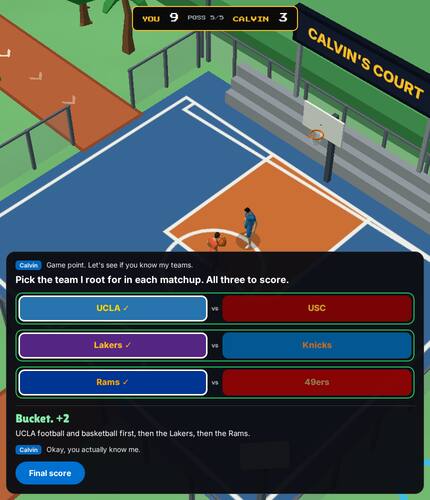 YOU 9 POSS 5/5 CALVIN 3
CALVIN'S COURT
Calvin Game point. Let's see if you know my teams.
Pick the team I root for in each matchup. All three to score.
UCLA ✓ vs USC
Lakers ✓ vs Knicks
Rams ✓ vs 49ers
Bucket. +2
UCLA football and basketball first, then the Lakers, then the Rams.
Calvin Okay, you actually know me.
Final score